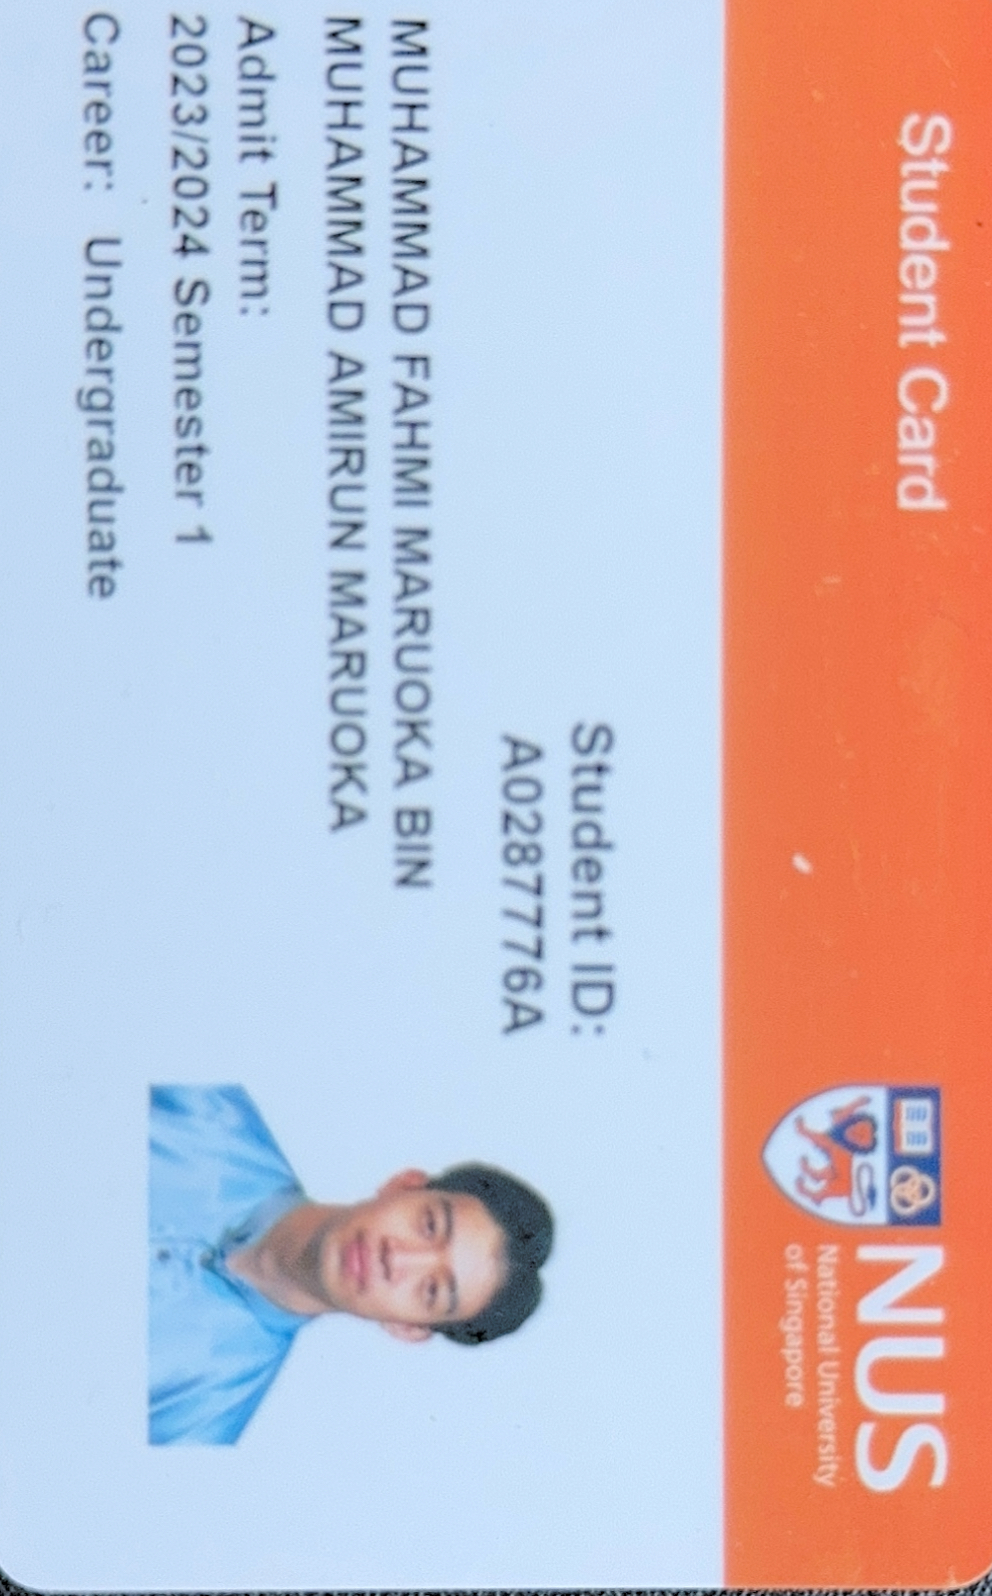 Student Card
NUS
National University
of Singapore
Student ID:
A0287776A
MUHAMMAD FAHMI MARUOKA BIN
MUHAMMAD AMIRUN MARUOKA
Admit Term:
2023/2024 Semester 1
Career: Undergraduate